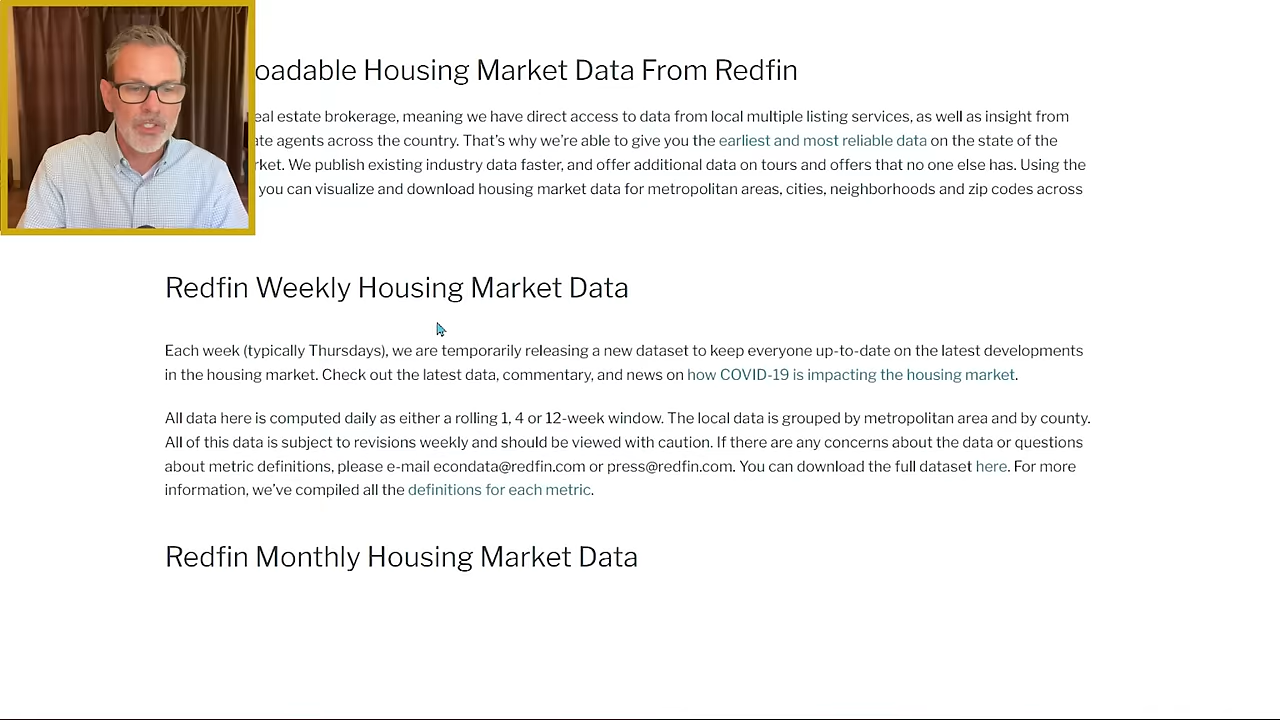 oadable Housing Market Data From Redfin
eal estate brokerage, meaning we have direct access to data from local multiple listing services, as well as insight from
ate agents across the country. That's why we're able to give you the earliest and most reliable data on the state of the
rket. We publish existing industry data faster, and offer additional data on tours and offers that no one else has. Using the
you can visualize and download housing market data for metropolitan areas, cities, neighborhoods and zip codes across
Redfin Weekly Housing Market Data
Each week (typically Thursdays), we are temporarily releasing a new dataset to keep everyone up-to-date on the latest developments
in the housing market. Check out the latest data, commentary, and news on how COVID-19 is impacting the housing market.
All data here is computed daily as either a rolling 1, 4 or 12-week window. The local data is grouped by metropolitan area and by county.
All of this data is subject to revisions weekly and should be viewed with caution. If there are any concerns about the data or questions
about metric definitions, please e-mail econdata@redfin.com or press@redfin.com. You can download the full dataset here. For more
information, we've compiled all the definitions for each metric.
Redfin Monthly Housing Market Data